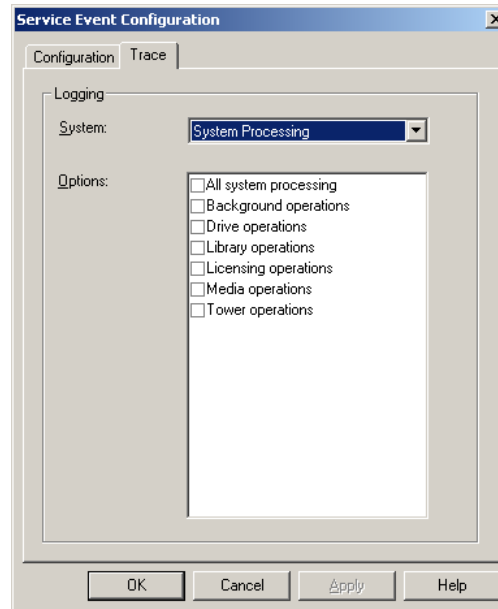 Service Event Configuration
Configuration Trace
Logging
System: System Processing
Options:
All system processing
Background operations
Drive operations
Library operations
Licensing operations
Media operations
Tower operations
OK Cancel Apply Help